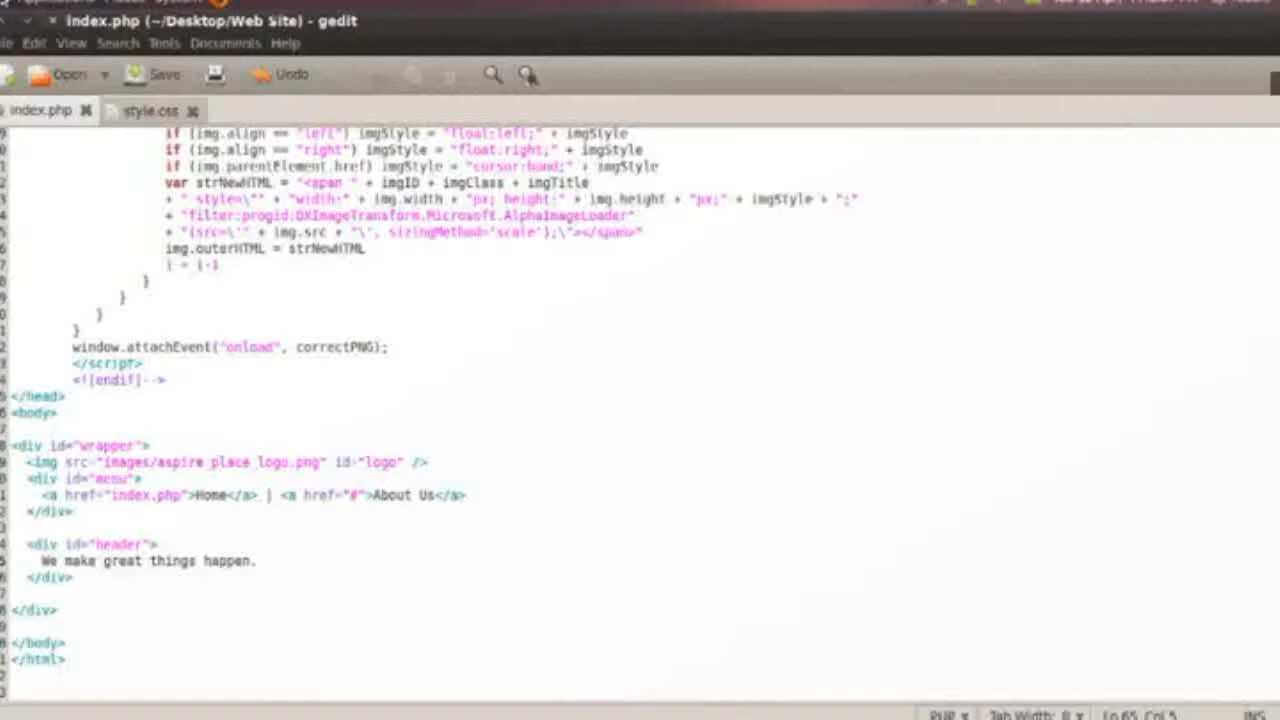 index.php (~/Desktop/Web Site) - gedit
Edit View Search Tools Documents Help
Open Save Undo
index.php style.css
if (img.align == "left") imgStyle = "float:left;" + imgStyle
if (img.align == "right") imgStyle = "float:right;" + imgStyle
if (img.parentElement.href) imgStyle = "cursor:hand;" + imgStyle
var strNewHTML = "<span " + imgID + imgClass + imgTitle
+ " style=\"" + "width:" + img.width + "px; height:" + img.height + "px;" + imgStyle + ";"
+ "filter:progid:DXImageTransform.Microsoft.AlphaImageLoader"
+ "(src=\'" + img.src + "\', sizingMethod='scale');\"></span>"
img.outerHTML = strNewHTML
i = i-1
}
}
}
}
window.attachEvent("onload", correctPNG);
</script>
<![endif]-->
</head>
<body>
<div id="wrapper">
<img src="images/aspire_place_logo.png" id="logo" />
<div id="menu">
<a href="index.php">Home</a> | <a href="#">About Us</a>
</div>
<div id="header">
We make great things happen.
</div>
</div>
</body>
</html>
PHP Tab Width: 8 Ln 65, Col 5 INS